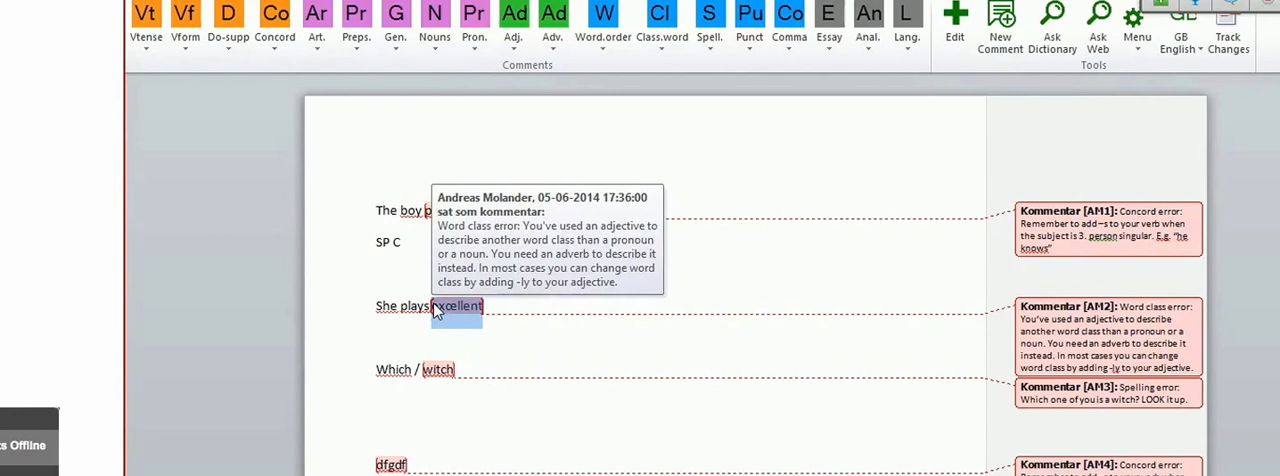 Vt Vf D Co Ar Pr G N Pr Ad Ad W Cl S Pu Co E An L
Vtense Vform Do-supp Concord Art. Preps. Gen. Nouns Pron. Adj. Adv. Word.order Class.word Spell. Punct Comma Essay Anal. Lang.
Comments
Edit New Comment Ask Dictionary Ask Web Menu GB English Track Changes
Tools
Andreas Molander, 05-06-2014 17:36:00
sat som kommentar:
Word class error: You've used an adjective to
describe another word class than a pronoun
or a noun. You need an adverb to describe it
instead. In most cases you can change word
class by adding -ly to your adjective.
The boy p
SP C
She plays excellent
Which / witch
dfgdf
Kommentar [AM1]: Concord error:
Remember to add –s to your verb when
the subject is 3. person singular. E.g. "he
knows"
Kommentar [AM2]: Word class error:
You've used an adjective to describe
another word class than a pronoun or a
noun. You need an adverb to describe it
instead. In most cases you can change
word class by adding -ly to your adjective.
Kommentar [AM3]: Spelling error:
Which one of you is a witch? LOOK it up.
Kommentar [AM4]: Concord error:
s Offline